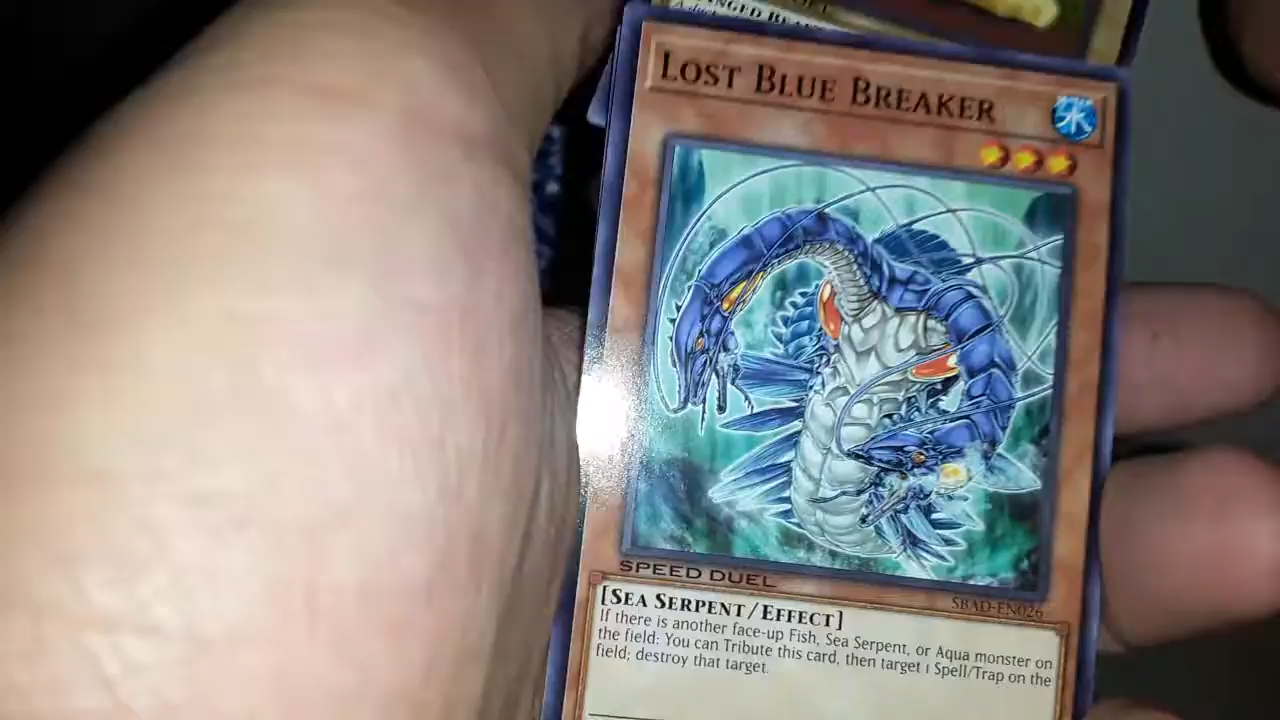 LOST BLUE BREAKER
SPEED DUEL
SBAD-EN026
[SEA SERPENT/EFFECT]
If there is another face-up Fish, Sea Serpent, or Aqua monster on
the field: You can Tribute this card, then target 1 Spell/Trap on the
field; destroy that target.